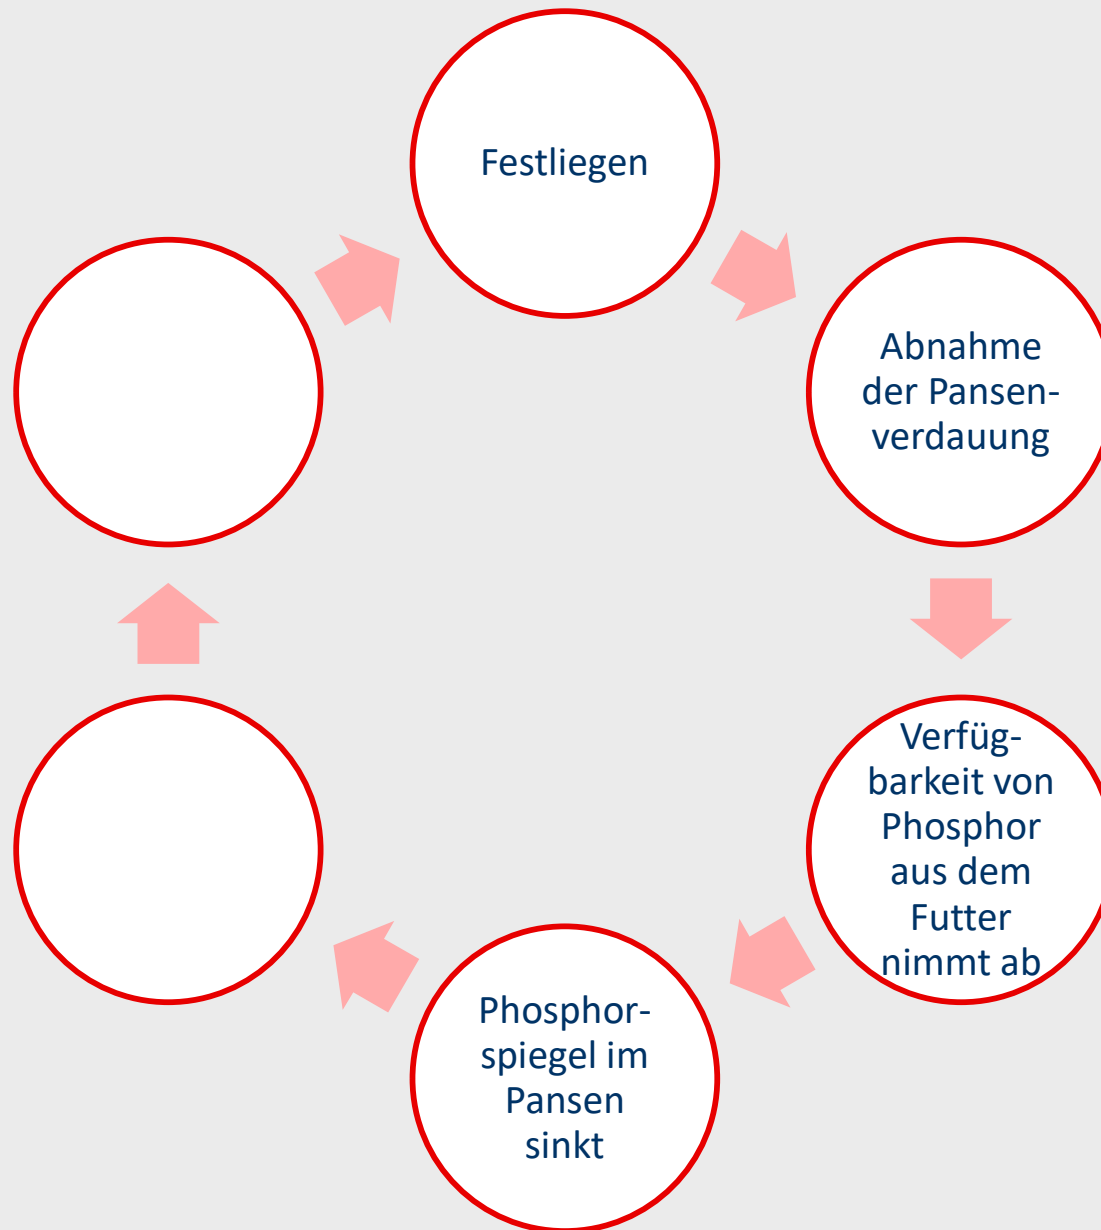 Festliegen
Abnahme
der Pansen-
verdauung
Verfüg-
barkeit von
Phosphor
aus dem
Futter
nimmt ab
Phosphor-
spiegel im
Pansen
sinkt